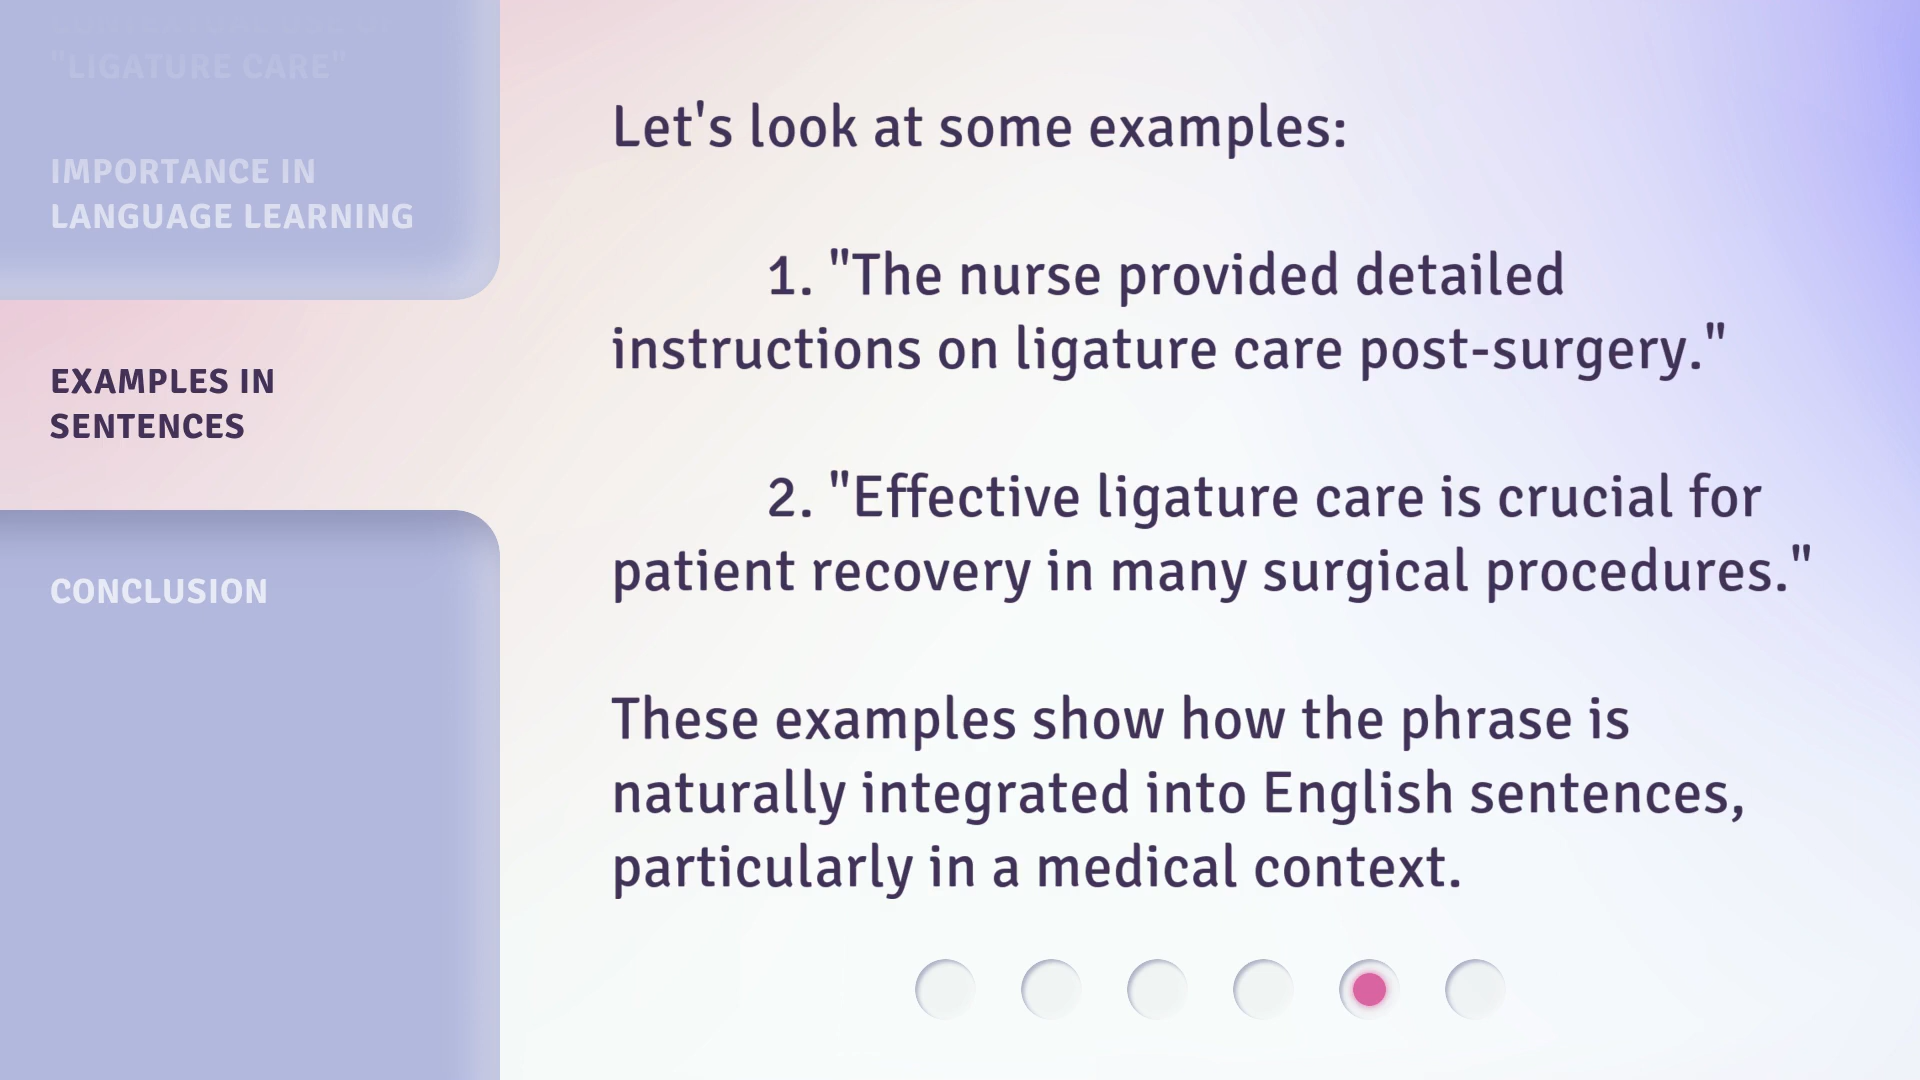 "LIGATURE CARE"
IMPORTANCE IN
LANGUAGE LEARNING
EXAMPLES IN
SENTENCES
CONCLUSION
Let's look at some examples:
1. "The nurse provided detailed
instructions on ligature care post-surgery."
2. "Effective ligature care is crucial for
patient recovery in many surgical procedures."
These examples show how the phrase is
naturally integrated into English sentences,
particularly in a medical context.